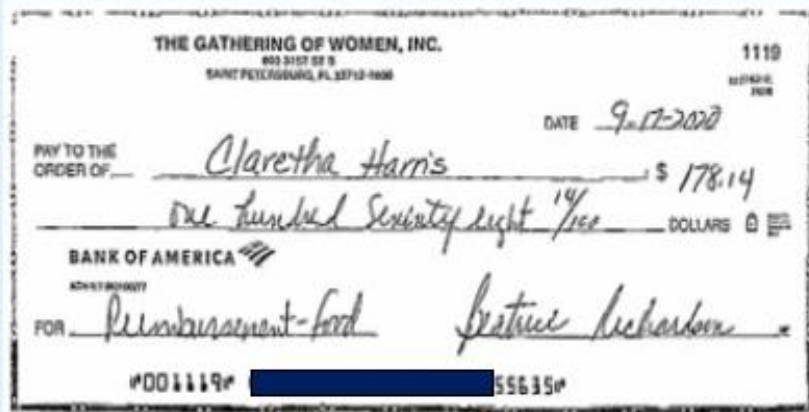 THE GATHERING OF WOMEN, INC.
SAINT PETERSBURG, FL 33712-
1119
DATE 9-17-2020
PAY TO THE
ORDER OF Claretha Harris $ 178.14
one hundred Seventy eight 14/100 DOLLARS
BANK OF AMERICA
FOR Reimbursement-food Beatrice Richardson
⑈001119⑈ 55635⑈